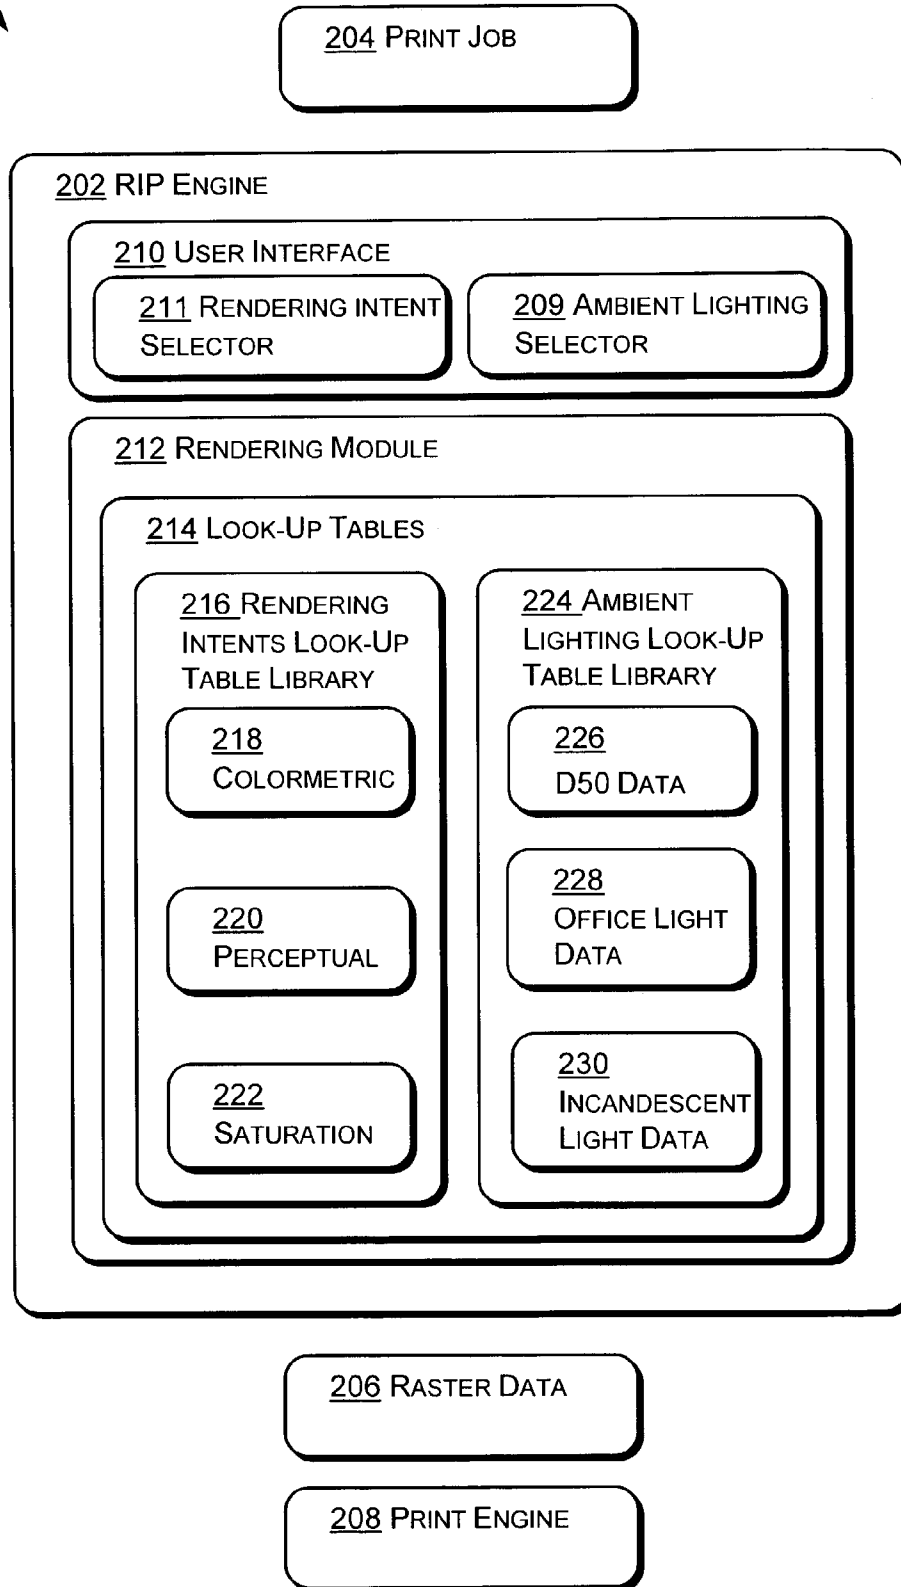 204 PRINT JOB
202 RIP ENGINE
210 USER INTERFACE
211 RENDERING INTENT
SELECTOR
209 AMBIENT LIGHTING
SELECTOR
212 RENDERING MODULE
214 LOOK-UP TABLES
216 RENDERING
INTENTS LOOK-UP
TABLE LIBRARY
218
COLORMETRIC
220
PERCEPTUAL
222
SATURATION
224 AMBIENT
LIGHTING LOOK-UP
TABLE LIBRARY
226
D50 DATA
228
OFFICE LIGHT
DATA
230
INCANDESCENT
LIGHT DATA
206 RASTER DATA
208 PRINT ENGINE